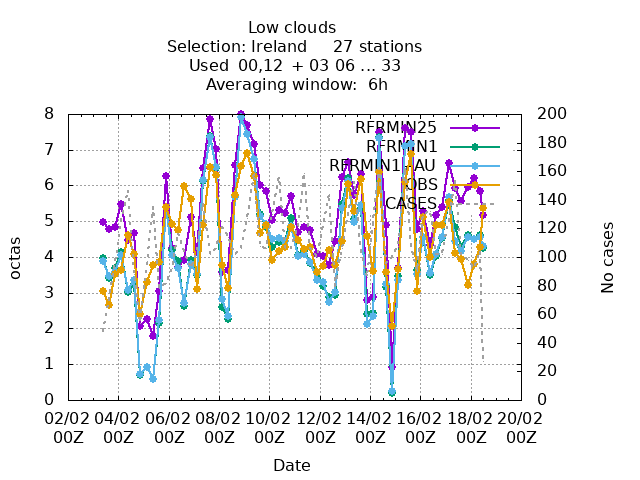 Low clouds
Selection: Ireland 27 stations
Used 00,12 + 03 06 ... 33
Averaging window: 6h
8 200
RFRMIN25
7 180
RFRMIN1
160
RFRMIN1+AU
6 OBS
140
CASES
5 120
4 100
80
3
60
2
40
1 20
0 0
octas
No cases
02/02 04/02 06/02 08/02 10/02 12/02 14/02 16/02 18/02 20/02
00Z 00Z 00Z 00Z 00Z 00Z 00Z 00Z 00Z 00Z
Date